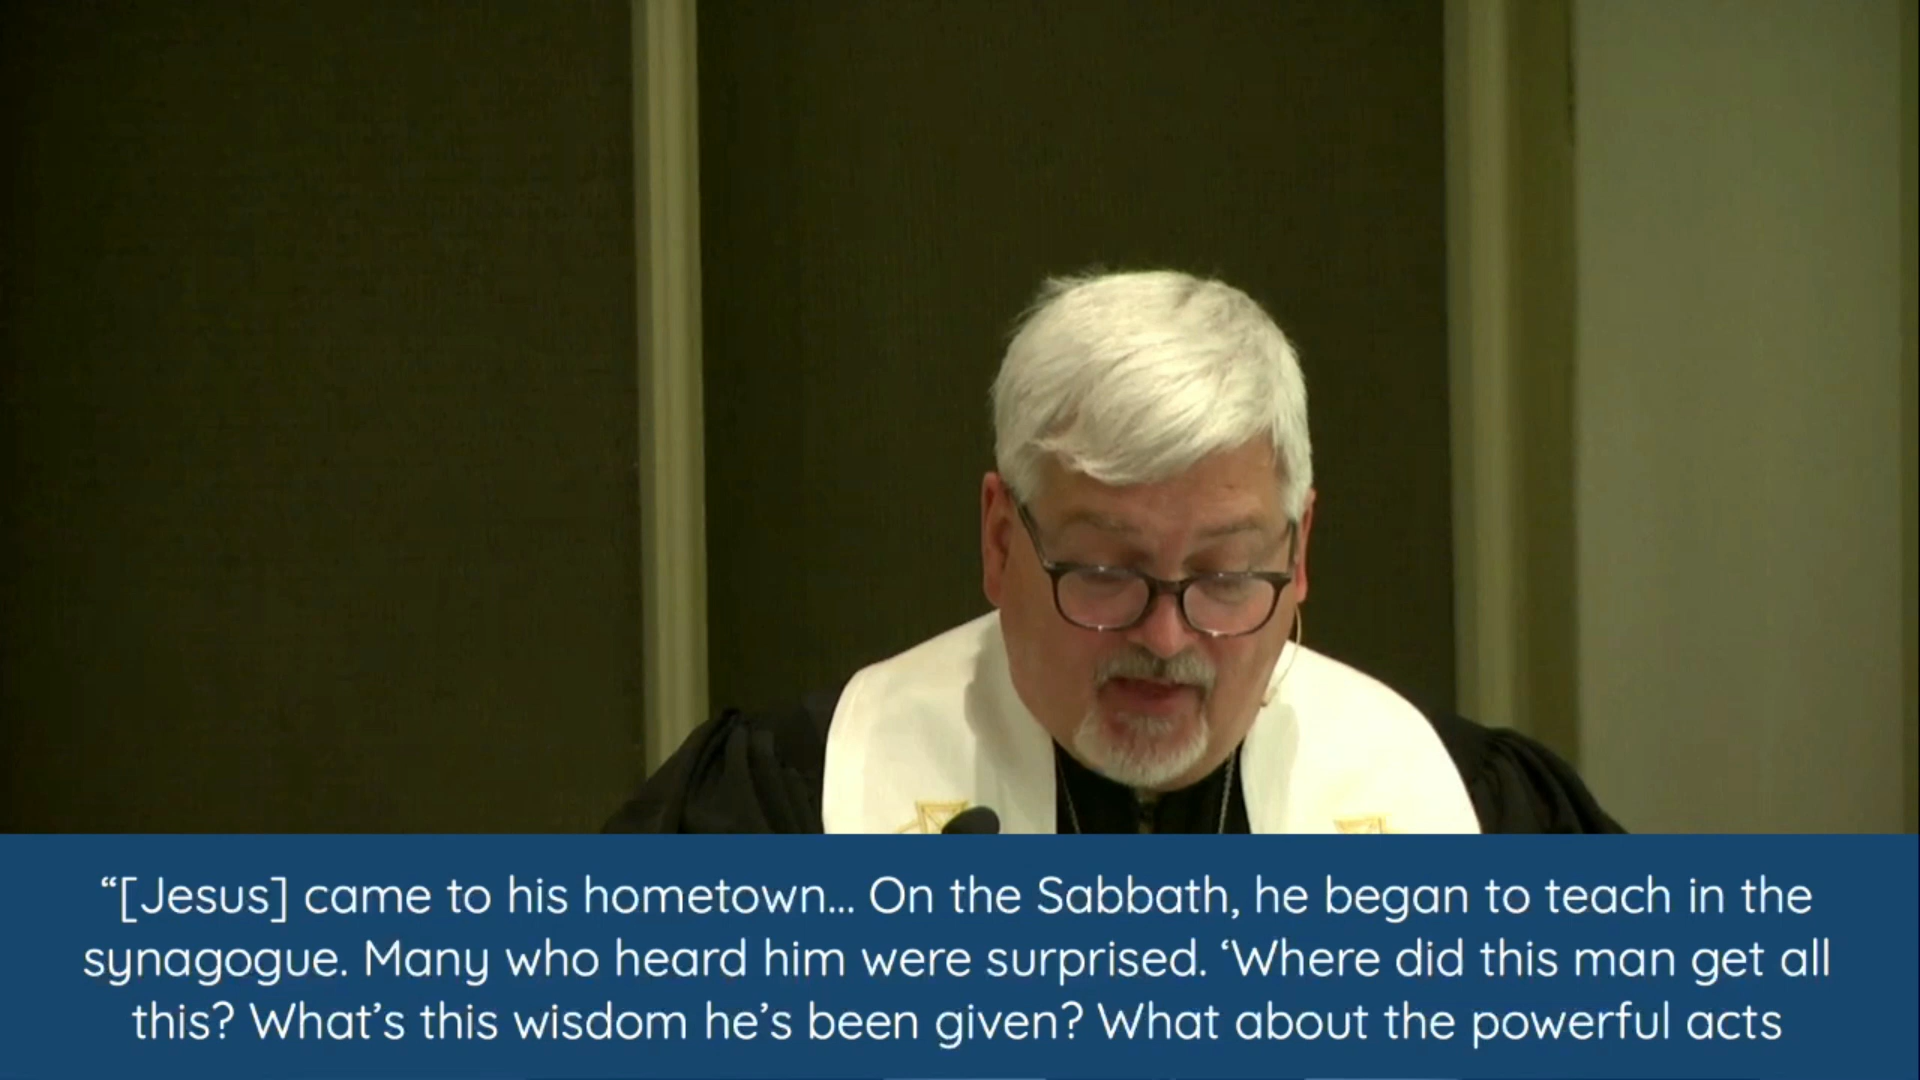 “[Jesus] came to his hometown... On the Sabbath, he began to teach in the
synagogue. Many who heard him were surprised. ‘Where did this man get all
this? What’s this wisdom he’s been given? What about the powerful acts